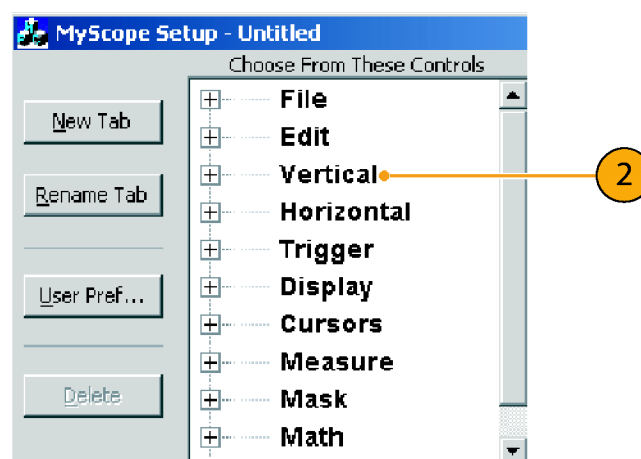 MyScope Setup - Untitled
Choose From These Controls
New Tab
Rename Tab
User Pref...
Delete
File
Edit
Vertical
Horizontal
Trigger
Display
Cursors
Measure
Mask
Math
2